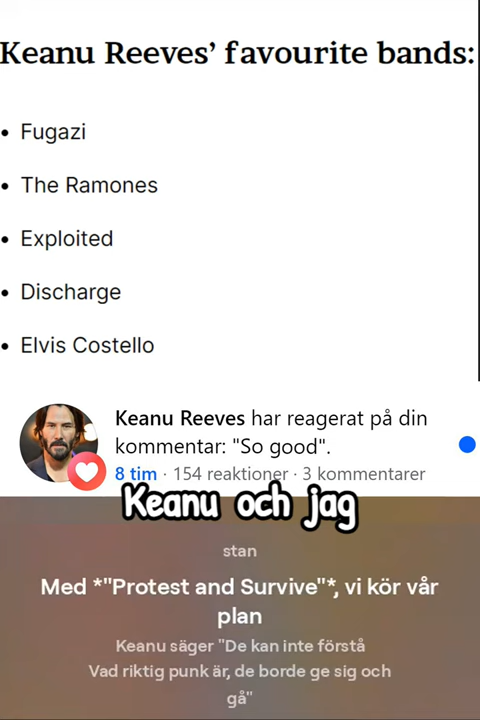 Keanu Reeves’ favourite bands:
• Fugazi
• The Ramones
• Exploited
• Discharge
• Elvis Costello
Keanu Reeves har reagerat på din
kommentar: "So good".
8 tim · 154 reaktioner · 3 kommentarer
Keanu och jag
stan
Med *"Protest and Survive"*, vi kör vår
plan
Keanu säger "De kan inte förstå
Vad riktig punk är, de borde ge sig och
gå"